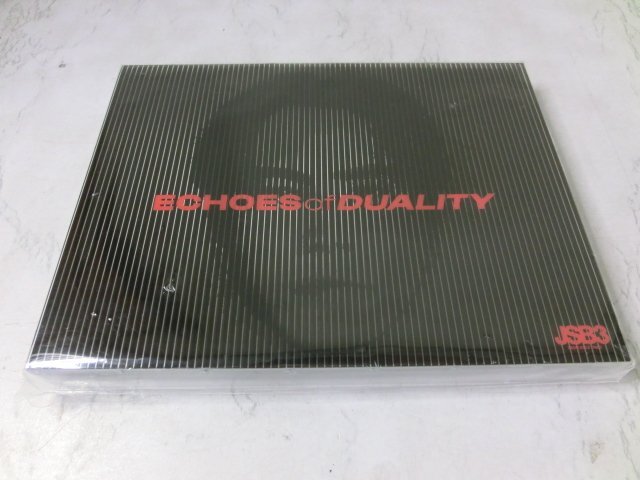 ECHOES of DUALITY
JSB3